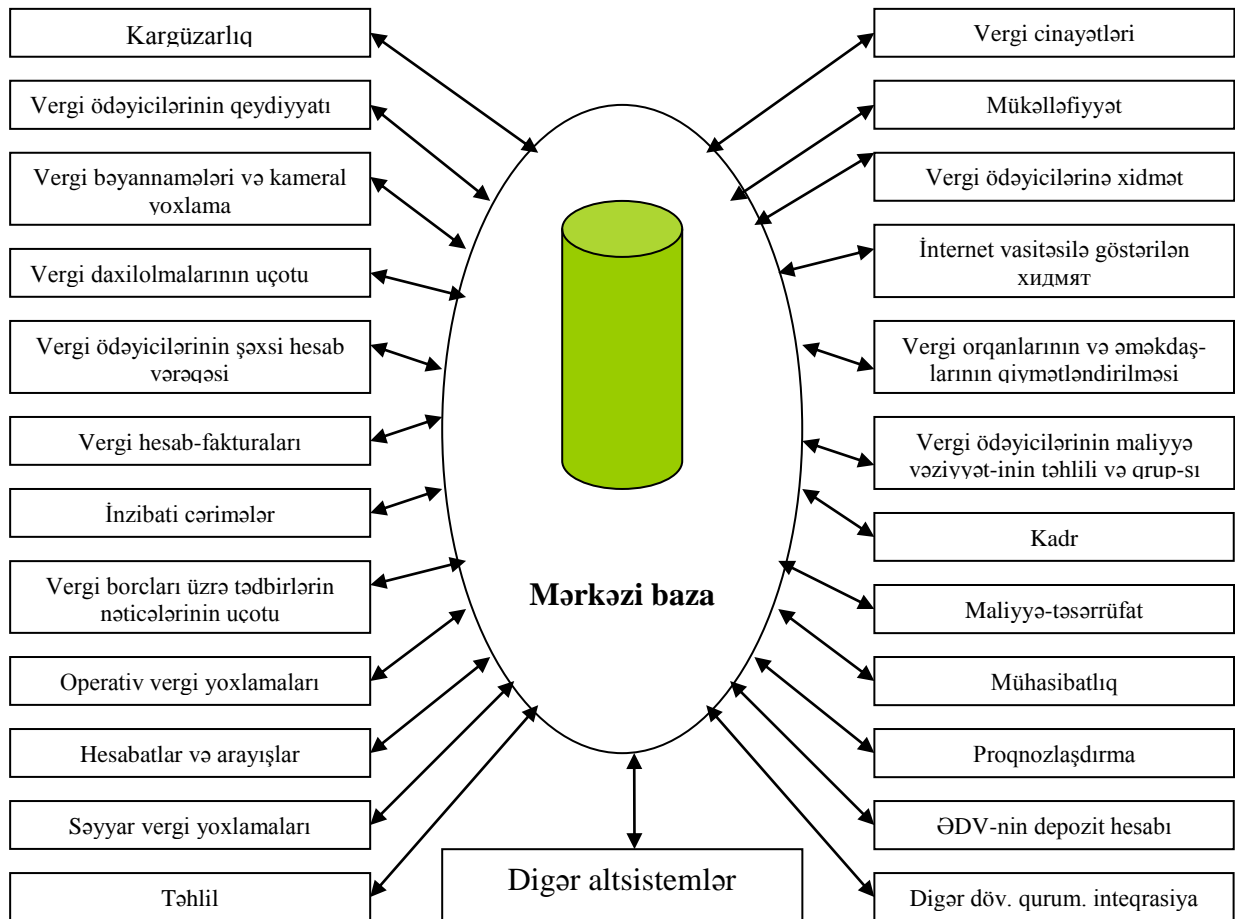 Kargüzarlıq
Vergi ödəyicilərinin qeydiyyatı
Vergi bəyannamələri və kameral
yoxlama
Vergi daxilolmalarının uçotu
Vergi ödəyicilərinin şəxsi hesab
vərəqəsi
Vergi hesab-fakturaları
İnzibati cərimələr
Vergi borcları üzrə tədbirlərin
nəticələrinin uçotu
Operativ vergi yoxlamaları
Hesabatlar və arayışlar
Səyyar vergi yoxlamaları
Təhlil
Mərkəzi baza
Digər altsistemlər
Vergi cinayətləri
Mükəlləfiyyət
Vergi ödəyicilərinə xidmət
İnternet vasitəsilə göstərilən
хидмят
Vergi orqanlarının və əməkdaş-
larının qiymətləndirilməsi
Vergi ödəyicilərinin maliyyə
vəziyyət-inin təhlili və qrup-sı
Kadr
Maliyyə-təsərrüfat
Mühasibatlıq
Proqnozlaşdırma
ƏDV-nin depozit hesabı
Digər döv. qurum. inteqrasiya